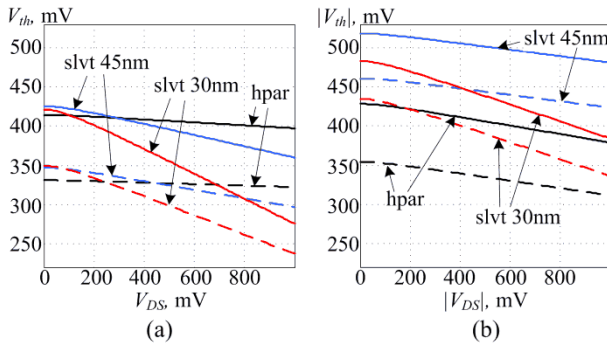 V_th, mV
500
450
400
350
300
250
slvt 45nm
slvt 30nm
hpar
0 200 400 600 800
V_DS, mV
(a)
|V_th|, mV
500
450
400
350
300
250
slvt 45nm
hpar
slvt 30nm
0 200 400 600 800
|V_DS|, mV
(b)